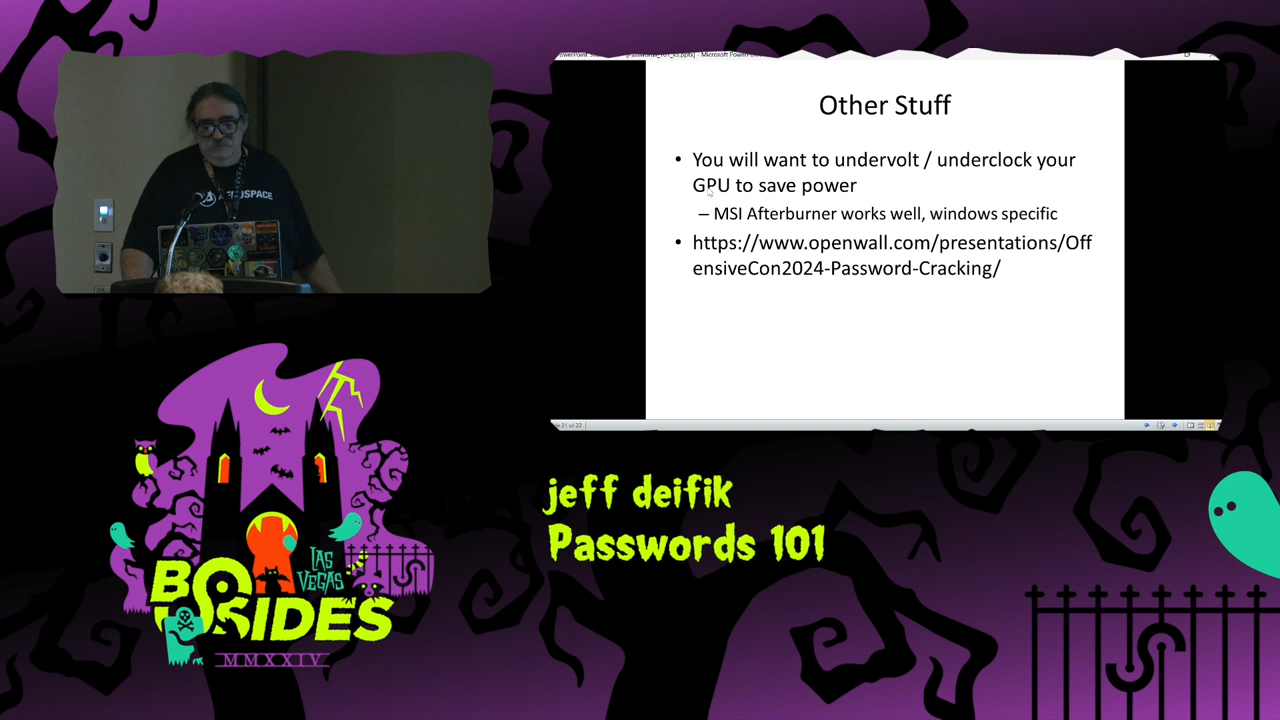 Other Stuff
• You will want to undervolt / underclock your
GPU to save power
– MSI Afterburner works well, windows specific
• https://www.openwall.com/presentations/Off
ensiveCon2024-Password-Cracking/
AEROSPACE
jeff deifik
Passwords 101
LAS
VEGAS
BSIDES
MMXXIV